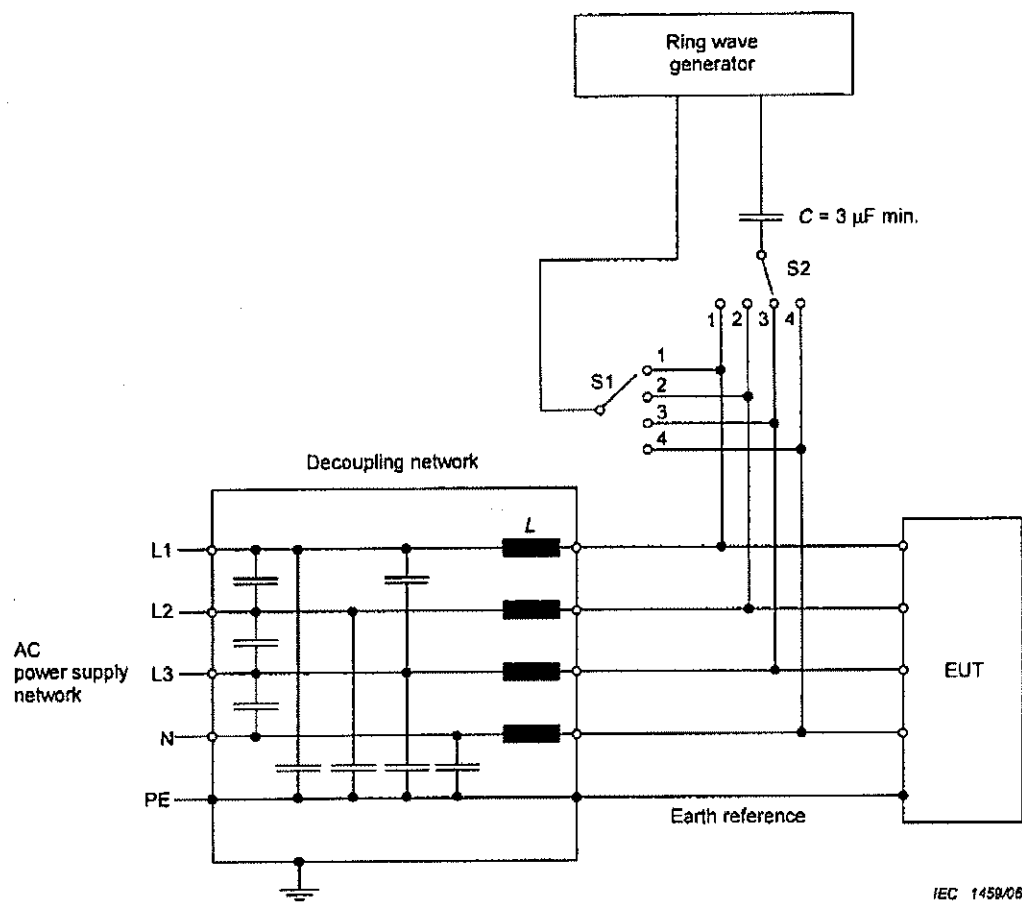 Ring wave
generator
C = 3 µF min.
S2
1 2 3 4
S1
1
2
3
4
Decoupling network
L
L1
L2
AC
power supply
network
L3
N
PE
EUT
Earth reference
IEC 1459/06